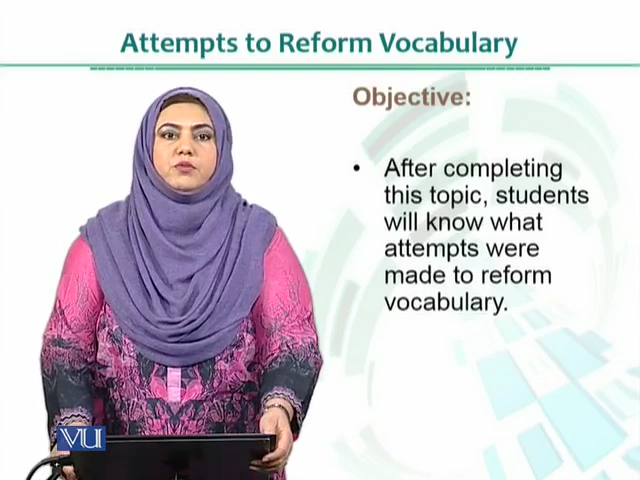 Attempts to Reform Vocabulary
Objective:
• After completing
this topic, students
will know what
attempts were
made to reform
vocabulary.
VU